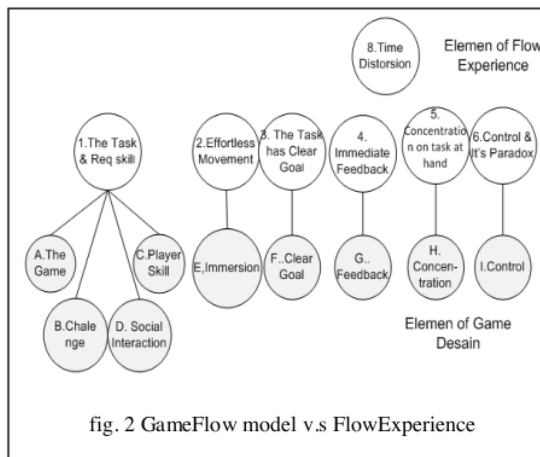 8.Time
Distorsion
Elemen of Flow
Experience
1.The Task
& Req skill
2.Effortless
Movement
3. The Task
has Clear
Goal
4.
Immediate
Feedback
5.
Concentratio
n on task at
hand
6.Control &
It's Paradox
A.The
Game
C.Player
Skill
E,Immersion
F..Clear
Goal
G..
Feedback
H.
Concen-
tration
I.Control
B.Chale
nge
D. Social
Interaction
Elemen of Game
Desain
fig. 2 GameFlow model v.s FlowExperience